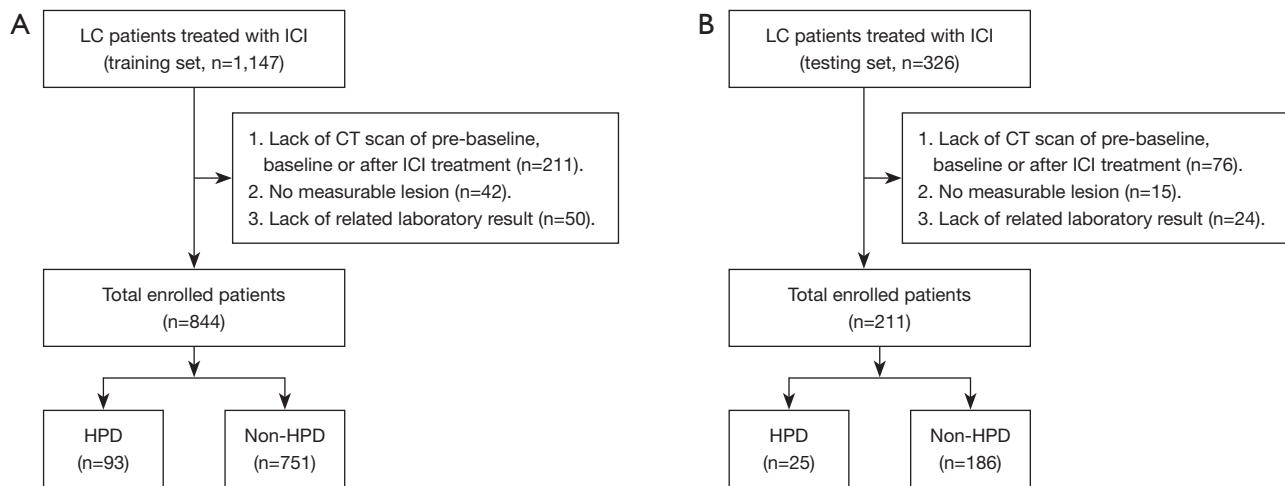 A
LC patients treated with ICI
(training set, n=1,147)
1. Lack of CT scan of pre-baseline,
baseline or after ICI treatment (n=211).
2. No measurable lesion (n=42).
3. Lack of related laboratory result (n=50).
Total enrolled patients
(n=844)
HPD
(n=93)
Non-HPD
(n=751)
B
LC patients treated with ICI
(testing set, n=326)
1. Lack of CT scan of pre-baseline,
baseline or after ICI treatment (n=76).
2. No measurable lesion (n=15).
3. Lack of related laboratory result (n=24).
Total enrolled patients
(n=211)
HPD
(n=25)
Non-HPD
(n=186)